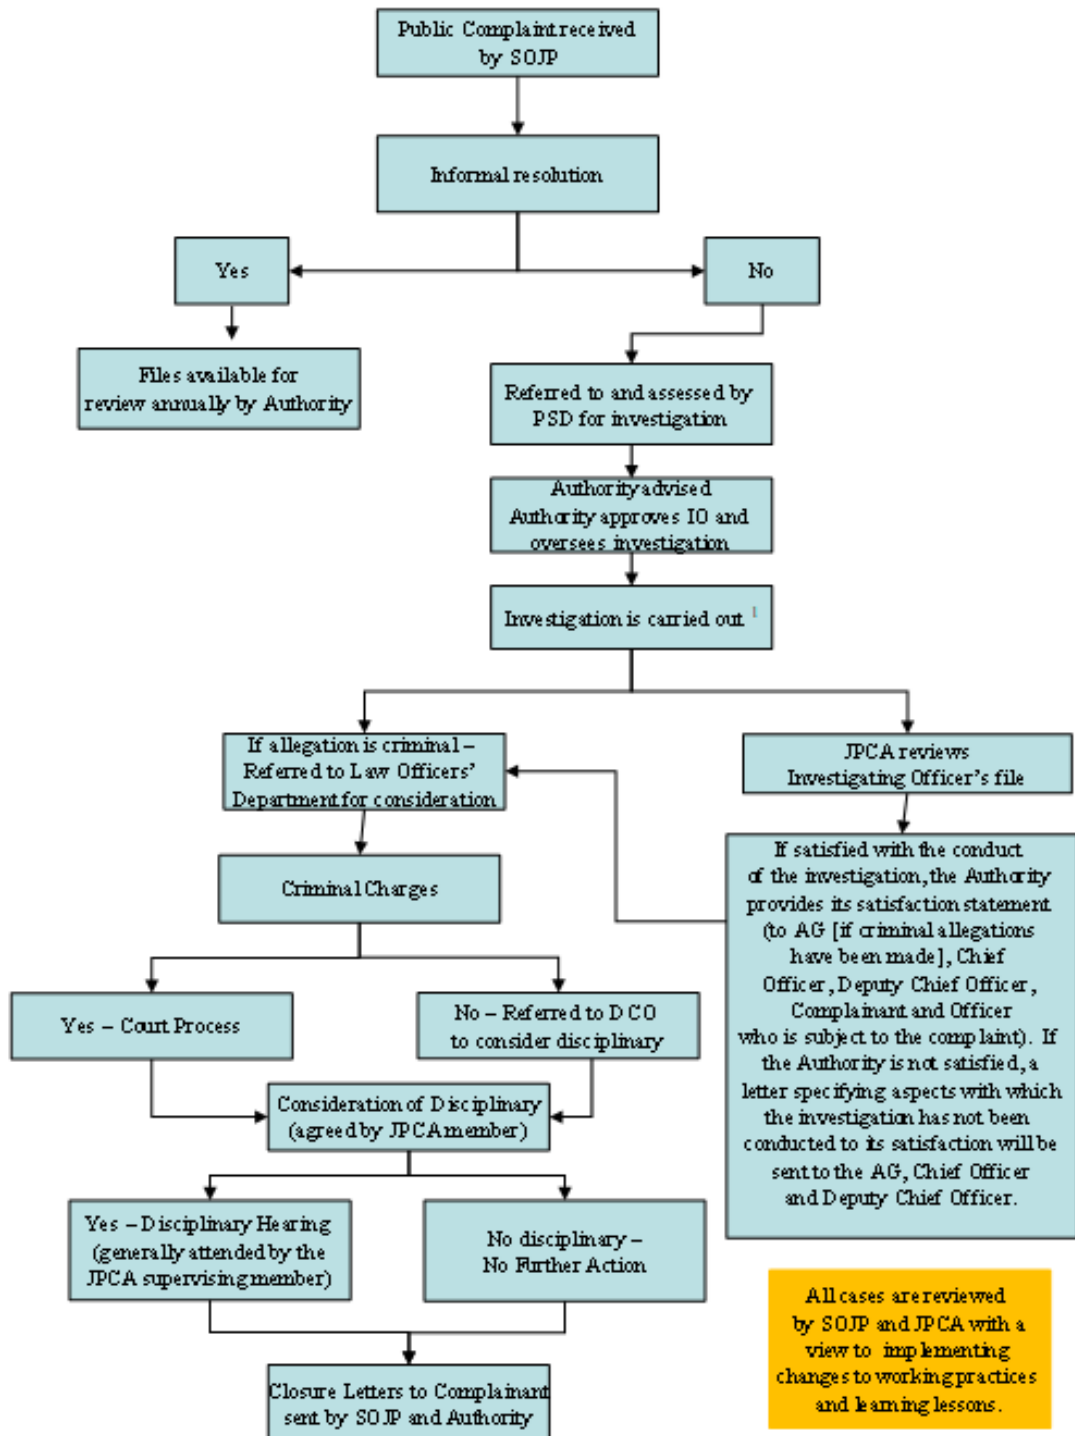 Public Complaint received
by SOJP
Informal resolution
Yes
No
Files available for
review annually by Authority
Referred to and assessed by
PSD for investigation
Authority advised
Authority approves IO and
oversees investigation
Investigation is carried out 1
If allegation is criminal –
Referred to Law Officers'
Department for consideration
JPCA reviews
Investigating Officer's file
Criminal Charges
If satisfied with the conduct
of the investigation, the Authority
provides its satisfaction statement
(to AG [if criminal allegations
have been made], Chief
Officer, Deputy Chief Officer,
Complainant and Officer
who is subject to the complaint). If
the Authority is not satisfied, a
letter specifying aspects with which
the investigation has not been
conducted to its satisfaction will be
sent to the AG, Chief Officer
and Deputy Chief Officer.
Yes – Court Process
No – Referred to DCO
to consider disciplinary
Consideration of Disciplinary
(agreed by JPCA member)
Yes – Disciplinary Hearing
(generally attended by the
JPCA supervising member)
No disciplinary –
No Further Action
Closure Letters to Complainant
sent by SOJP and Authority
All cases are reviewed
by SOJP and JPCA with a
view to implementing
changes to working practices
and learning lessons.